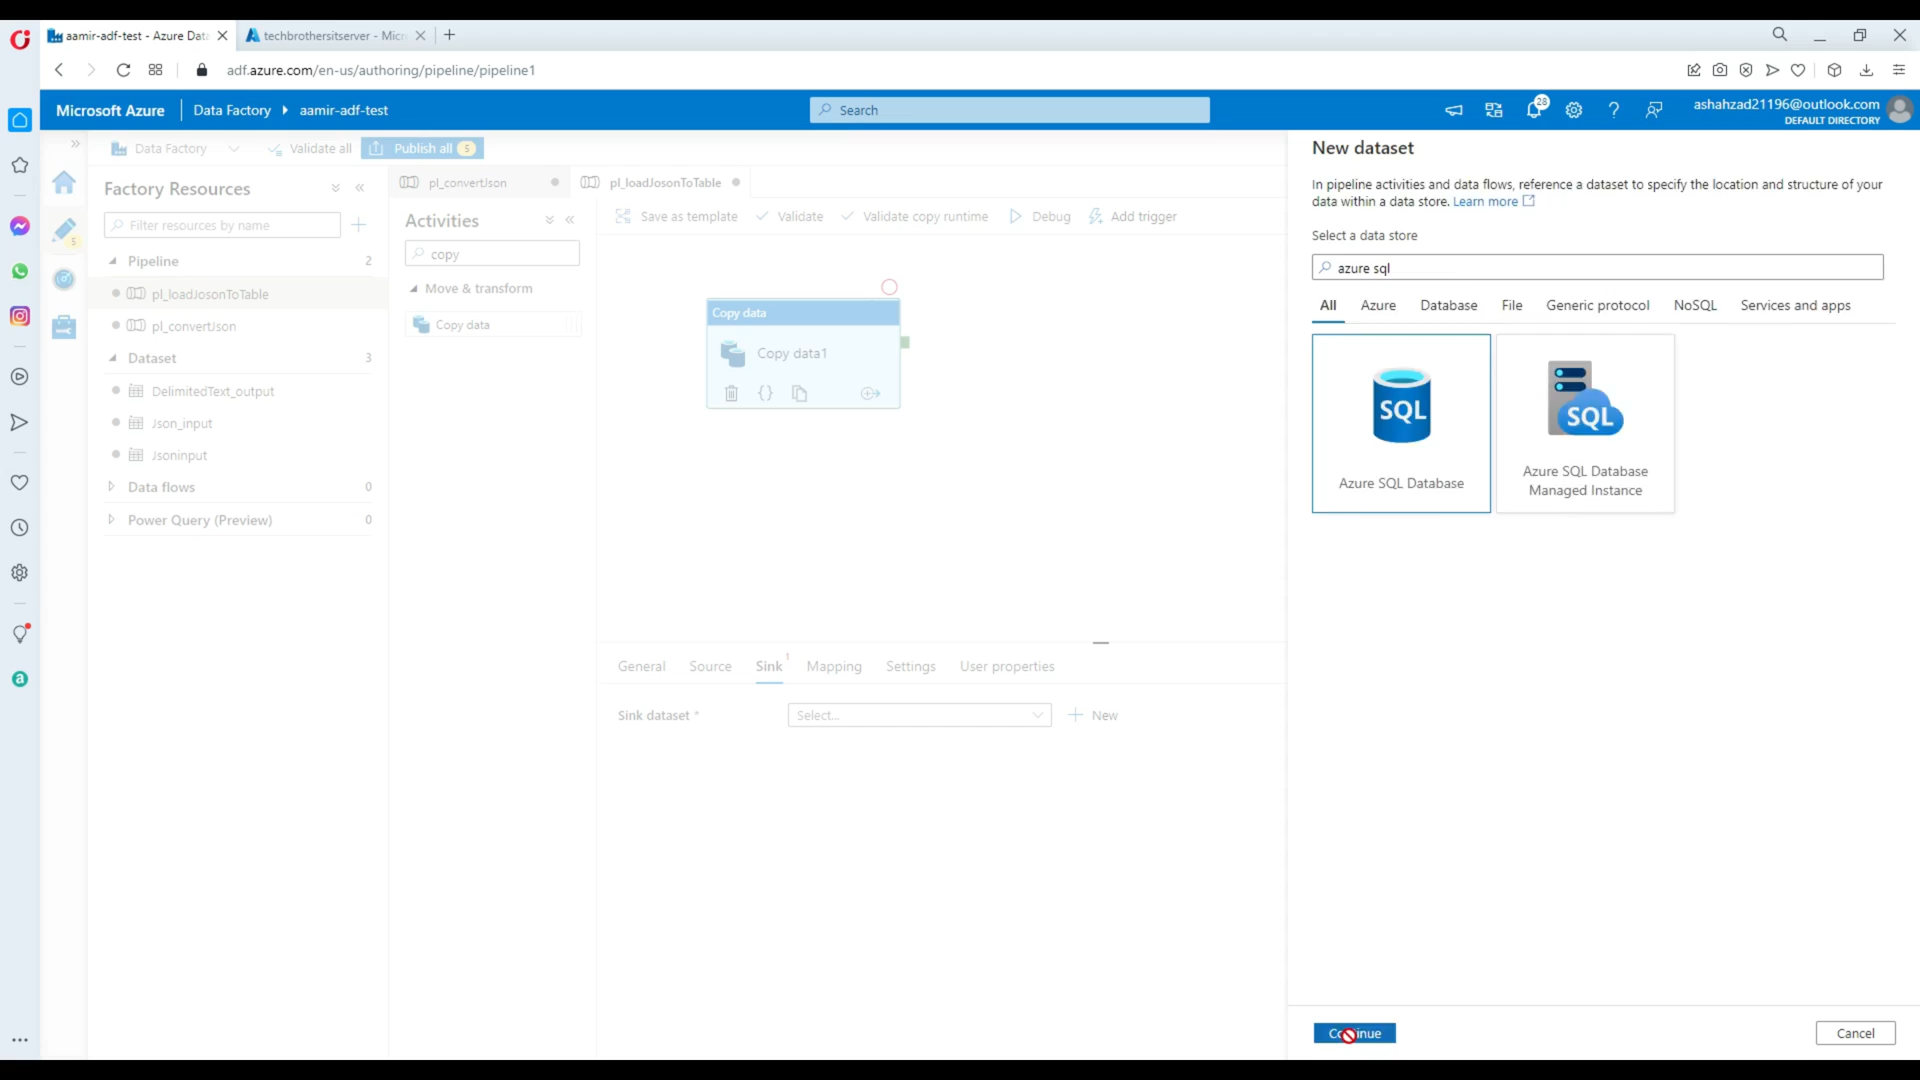 aamir-adf-test - Azure Data
techbrothersitserver - Micr
adf.azure.com/en-us/authoring/pipeline/pipeline1
Microsoft Azure
Data Factory
aamir-adf-test
Search
28
ashahzad21196@outlook.com
DEFAULT DIRECTORY
Data Factory
Validate all
Publish all
5
Factory Resources
Filter resources by name
5
Pipeline
2
pl_loadJosonToTable
pl_convertJson
Dataset
3
DelimitedText_output
Json_input
Jsoninput
Data flows
0
Power Query (Preview)
0
pl_convertJson
pl_loadJosonToTable
Activities
copy
Move & transform
Copy data
Save as template
Validate
Validate copy runtime
Debug
Add trigger
Copy data
Copy data1
General
Source
Sink
1
Mapping
Settings
User properties
Sink dataset *
Select...
New
New dataset
In pipeline activities and data flows, reference a dataset to specify the location and structure of your
data within a data store. Learn more
Select a data store
azure sql
All
Azure
Database
File
Generic protocol
NoSQL
Services and apps
SQL
Azure SQL Database
SQL
Azure SQL Database
Managed Instance
Continue
Cancel
a